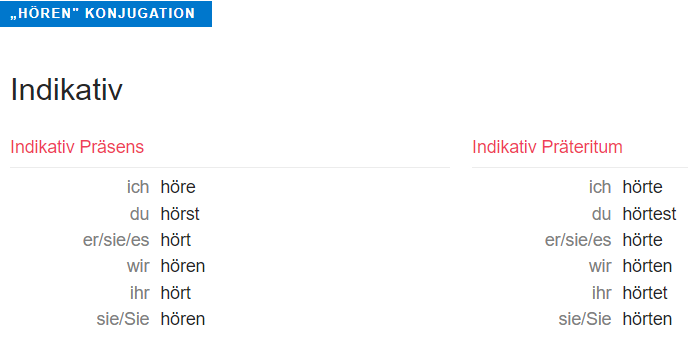 „HÖREN" KONJUGATION
Indikativ
Indikativ Präsens
ich höre
du hörst
er/sie/es hört
wir hören
ihr hört
sie/Sie hören
Indikativ Präteritum
ich hörte
du hörtest
er/sie/es hörte
wir hörten
ihr hörtet
sie/Sie hörten